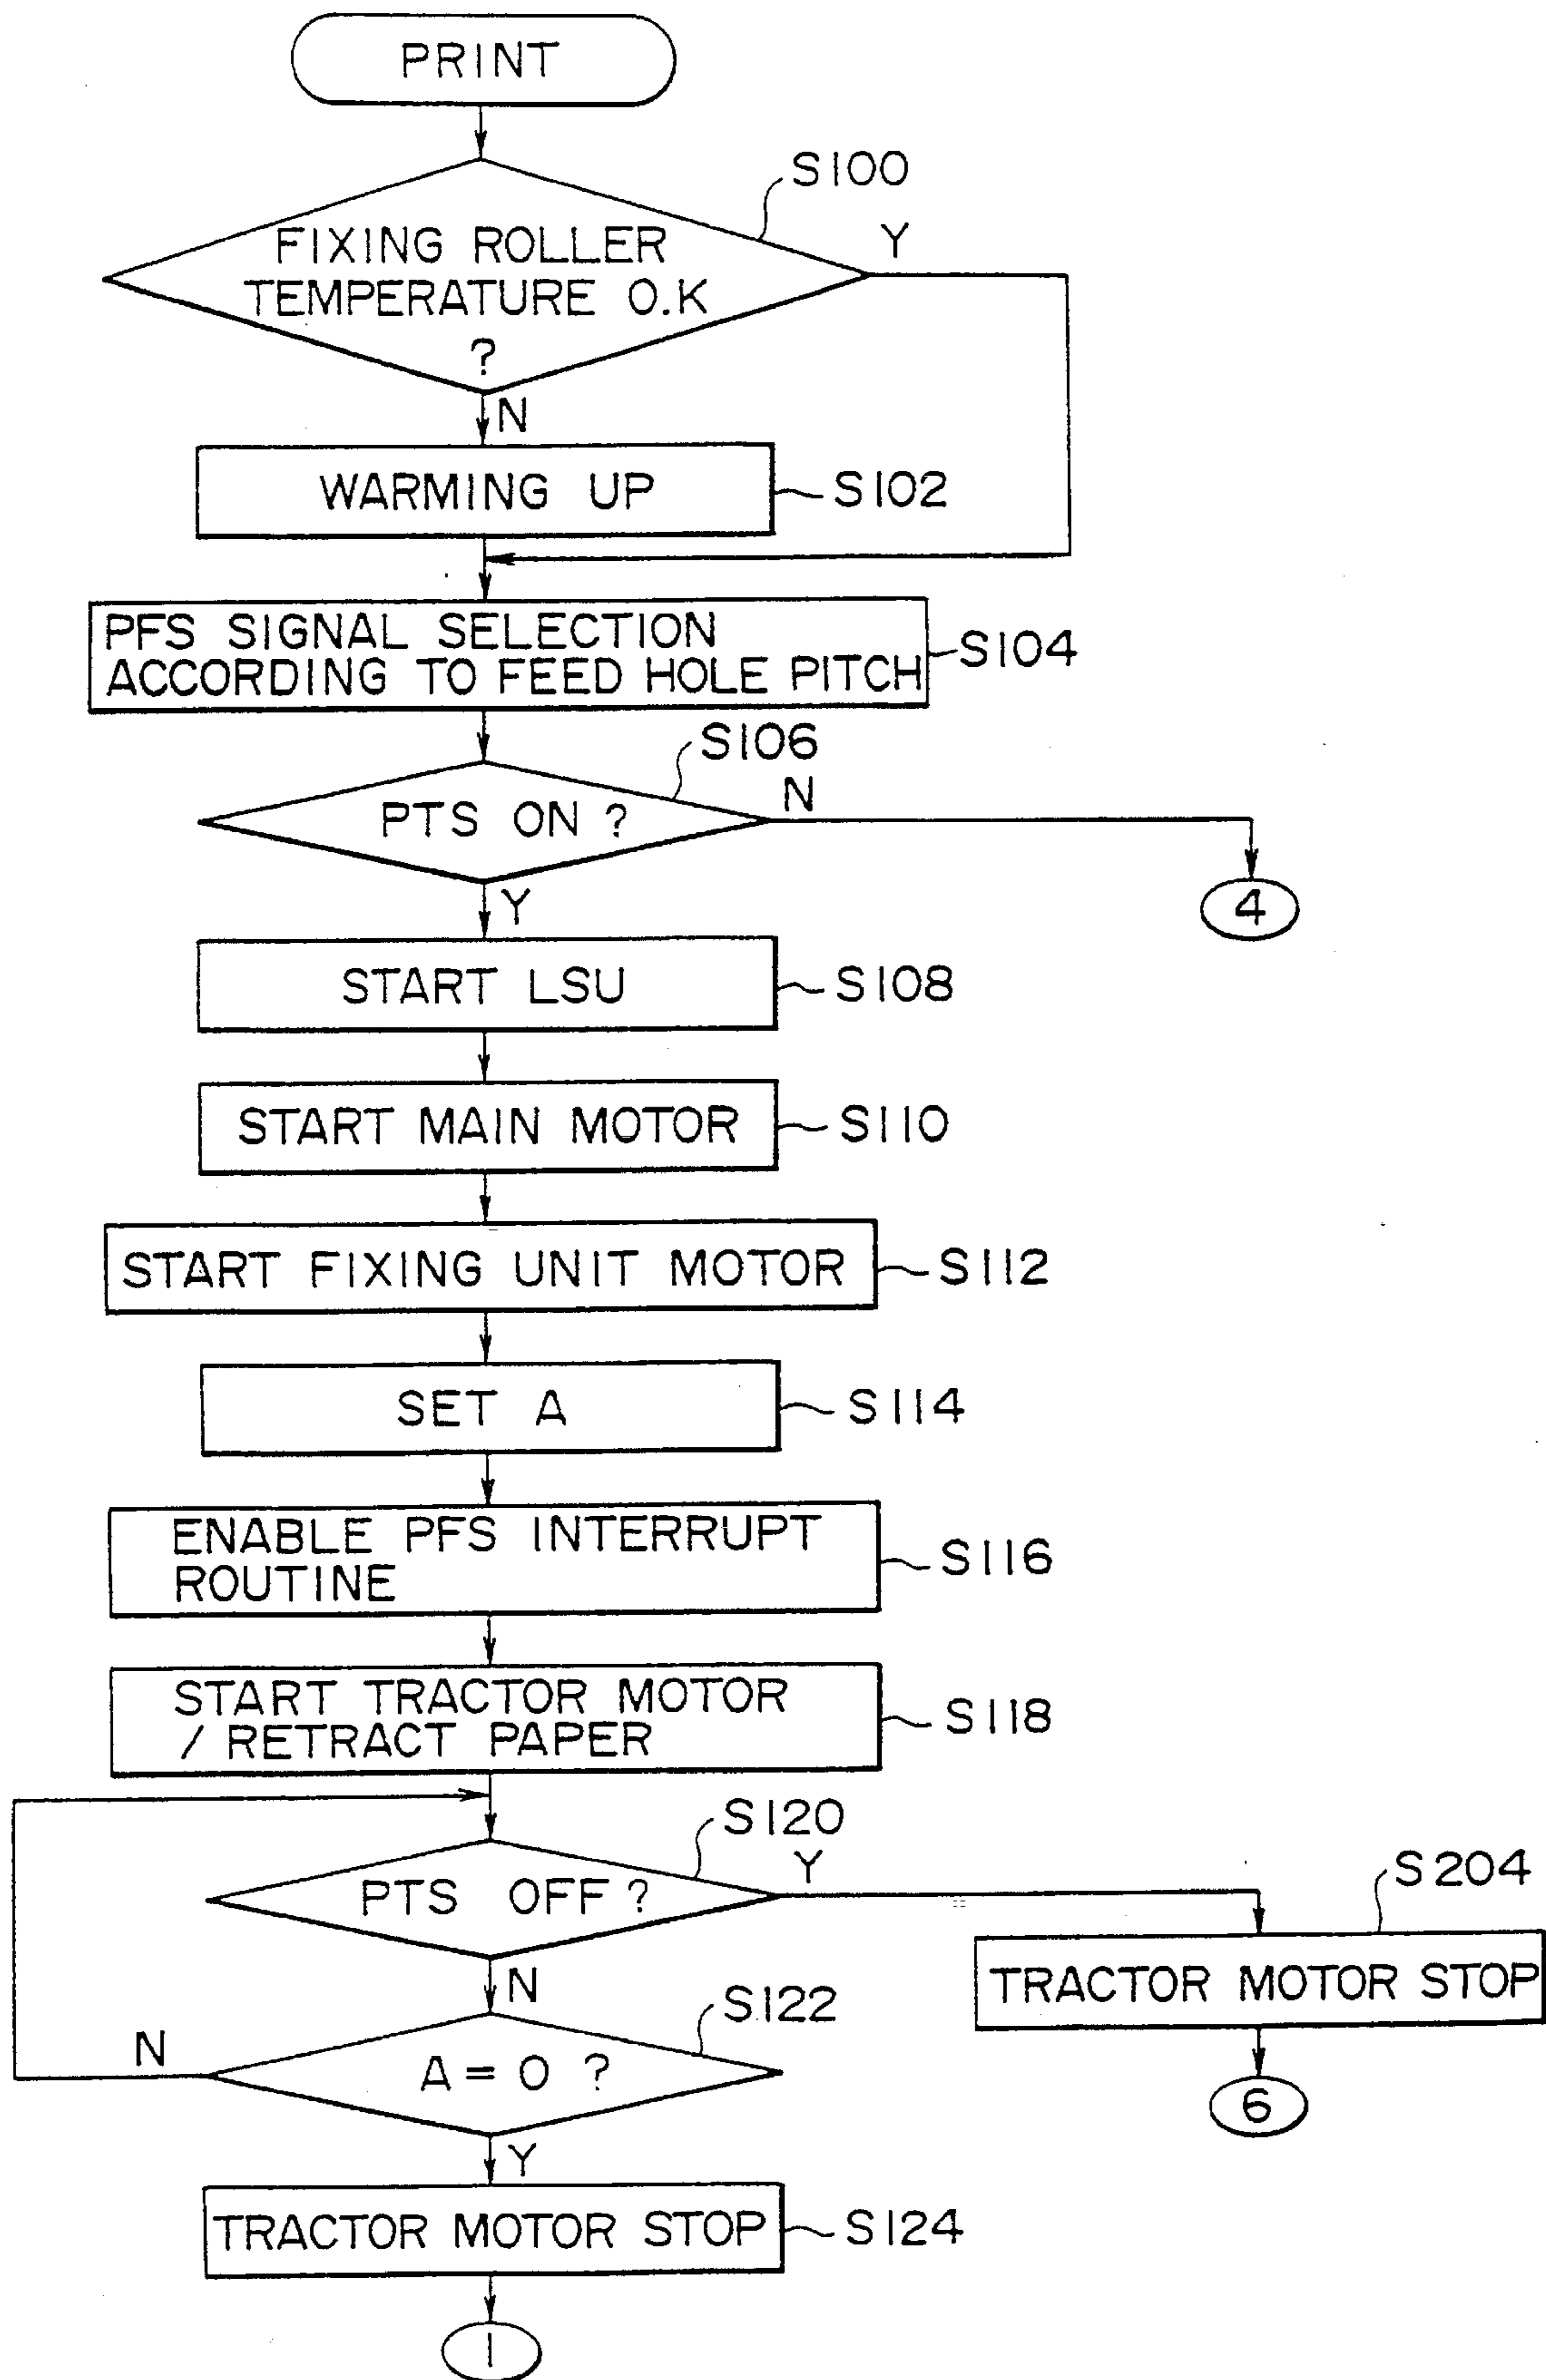 PRINT
S100
FIXING ROLLER
Y
TEMPERATURE O.K
?
N
WARMING UP
S102
PFS SIGNAL SELECTION
ACCORDING TO FEED HOLE PITCH
S104
S106
PTS ON ?
N
4
Y
START LSU
S108
START MAIN MOTOR
S110
START FIXING UNIT MOTOR
S112
SET A
S114
ENABLE PFS INTERRUPT
ROUTINE
S116
START TRACTOR MOTOR
/ RETRACT PAPER
S118
S120
PTS OFF ?
Y
S204
TRACTOR MOTOR STOP
6
N
S122
A = 0 ?
N
Y
TRACTOR MOTOR STOP
S124
1